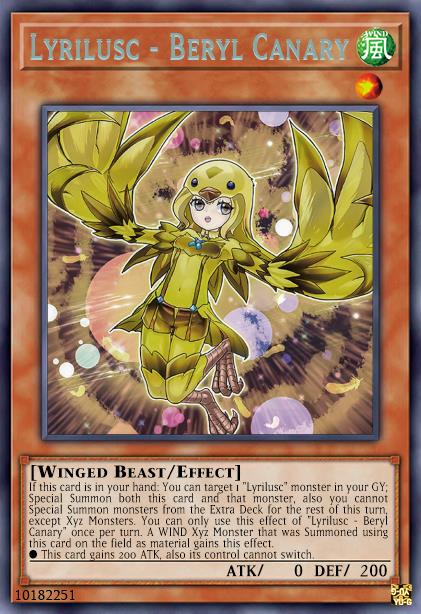 LYRILUSC - BERYL CANARY
WIND
風
[WINGED BEAST/EFFECT]
If this card is in your hand: You can target 1 "Lyrilusc" monster in your GY;
Special Summon both this card and that monster, also you cannot
Special Summon monsters from the Extra Deck for the rest of this turn,
except Xyz Monsters. You can only use this effect of "Lyrilusc - Beryl
Canary" once per turn. A WIND Xyz Monster that was Summoned using
this card on the field as material gains this effect.
● This card gains 200 ATK, also its control cannot switch.
ATK/ 0 DEF/ 200
10182251